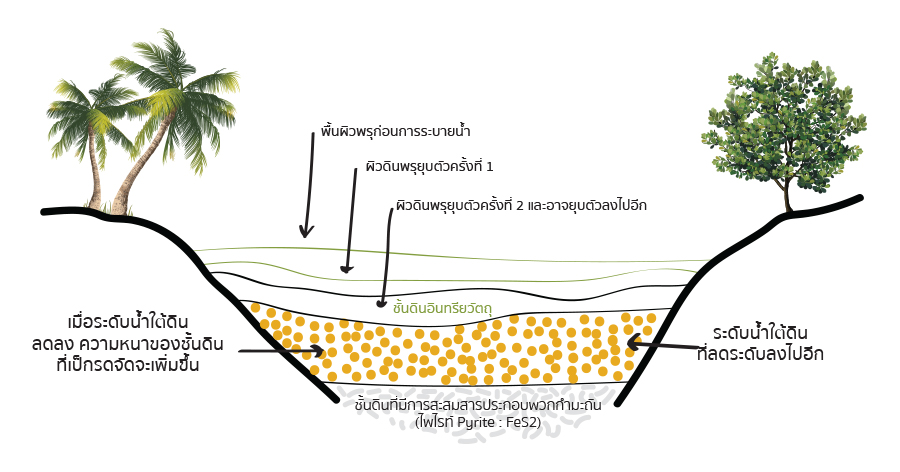 พื้นผิวพรุก่อนการระบายน้ำ
ผิวดินพรุยุบตัวครั้งที่ 1
ผิวดินพรุยุบตัวครั้งที่ 2 และอาจยุบตัวลงไปอีก
ชั้นดินอินทรียวัตถุ
เมื่อระดับน้ำใต้ดิน
ลดลง ความหนาของชั้นดิน
ที่เป็กรดจัดจะเพิ่มขึ้น
ระดับน้ำใต้ดิน
ที่ลดระดับลงไปอีก
ชั้นดินที่มีการสะสมสารประกอบพวกกำมะถัน
(ไพไรท์ Pyrite : FeS2)